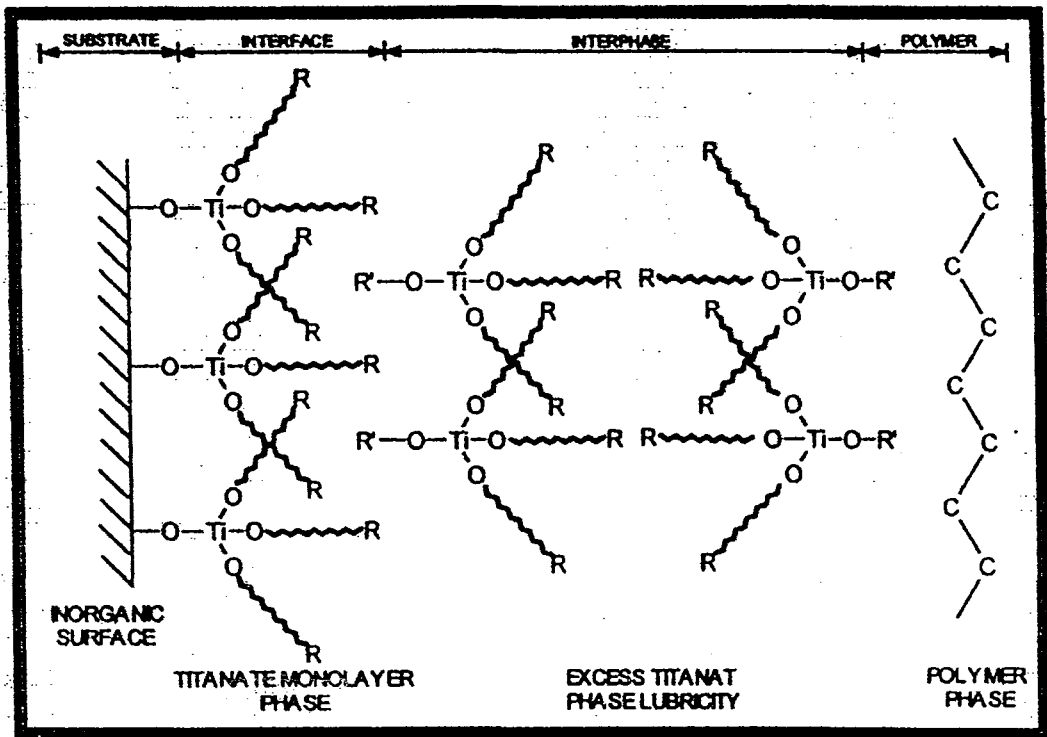 SUBSTRATE INTERFACE INTERPHASE POLYMER
R
R R
O
O Ti O R C
O R O O
C
R' O Ti O R R O Ti O R'
R O R O
O R C
O Ti O R
C
O R O R R O
R' O Ti O R R O Ti O R' C
O O
O R
C
O Ti O R
O R R C
INORGANIC
SURFACE
R
TITANATE MONOLAYER
PHASE
EXCESS TITANAT
PHASE LUBRICITY
POLYMER
PHASE